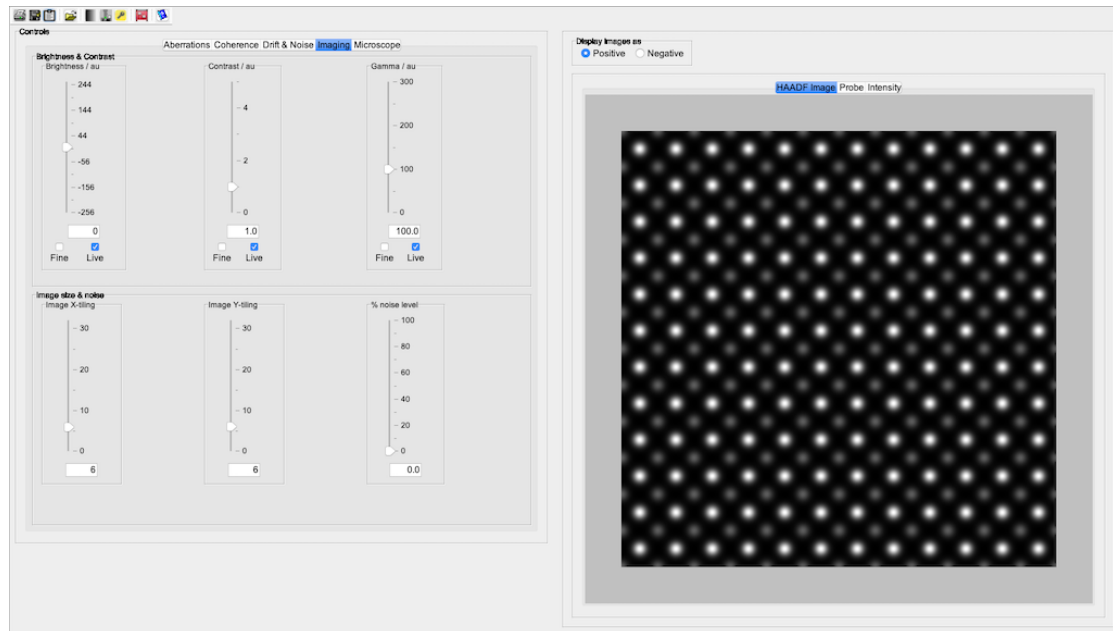 Controls
Aberrations Coherence Drift & Noise Imaging Microscope
Brightness & Contrast
Brightness / au
244
144
44
-56
-156
-256
0
Fine Live
Contrast / au
4
2
0
1.0
Fine Live
Gamma / au
300
200
100
0
100.0
Fine Live
Image size & noise
Image X-tiling
30
20
10
0
6
Image Y-tiling
30
20
10
0
6
% noise level
100
80
60
40
20
0
0.0
Display Images as
Positive Negative
HAADF Image Probe Intensity